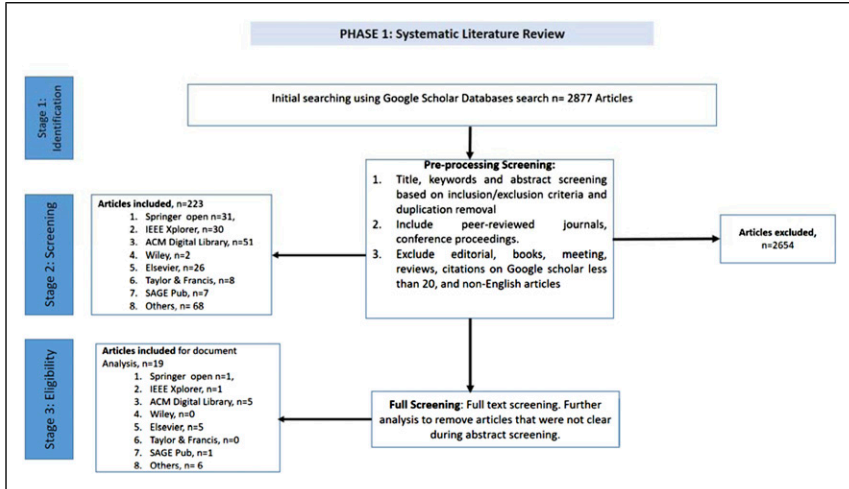 PHASE 1: Systematic Literature Review
Stage 1:
Identification
Initial searching using Google Scholar Databases search n= 2877 Articles
Pre-processing Screening:
1. Title, keywords and abstract screening
based on inclusion/exclusion criteria and
duplication removal
2. Include peer-reviewed journals,
conference proceedings.
3. Exclude editorial, books, meeting,
reviews, citations on Google scholar less
than 20, and non-English articles
Stage 2: Screening
Articles included, n=223
1. Springer open n=31,
2. IEEE Xplorer, n=30
3. ACM Digital Library, n=51
4. Wiley, n=2
5. Elsevier, n=26
6. Taylor & Francis, n=8
7. SAGE Pub, n=7
8. Others, n= 68
Articles excluded,
n=2654
Stage 3: Eligibility
Articles included for document
Analysis, n=19
1. Springer open n=1,
2. IEEE Xplorer, n=1
3. ACM Digital Library, n=5
4. Wiley, n=0
5. Elsevier, n=5
6. Taylor & Francis, n=0
7. SAGE Pub, n=1
8. Others, n= 6
Full Screening: Full text screening. Further
analysis to remove articles that were not clear
during abstract screening.